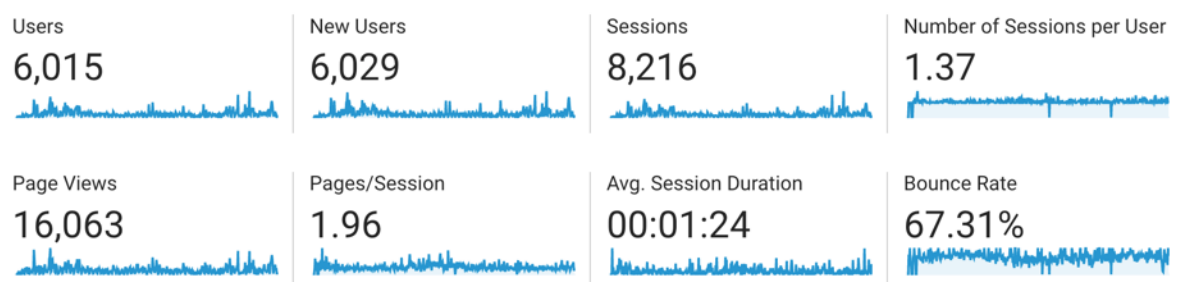 Users
6,015
New Users
6,029
Sessions
8,216
Number of Sessions per User
1.37
Page Views
16,063
Pages/Session
1.96
Avg. Session Duration
00:01:24
Bounce Rate
67.31%